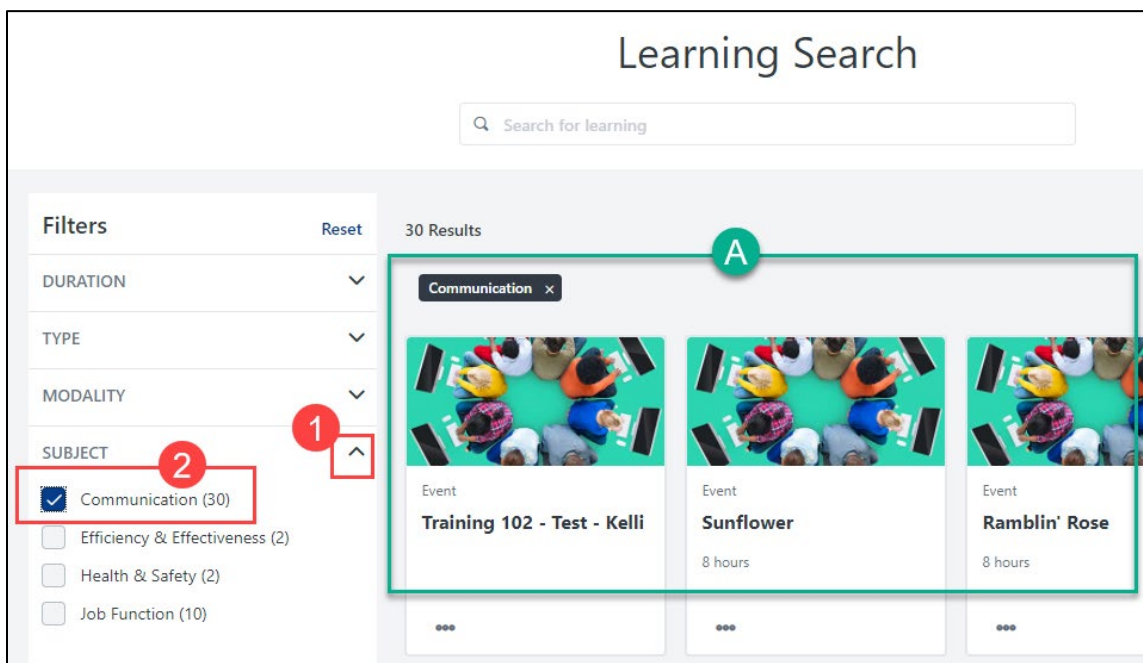 Learning Search
Search for learning
Filters
Reset
DURATION
TYPE
MODALITY
1
SUBJECT
2
Communication (30)
Efficiency & Effectiveness (2)
Health & Safety (2)
Job Function (10)
30 Results
A
Communication ×
Event
Training 102 - Test - Kelli
Event
Sunflower
8 hours
Event
Ramblin' Rose
8 hours